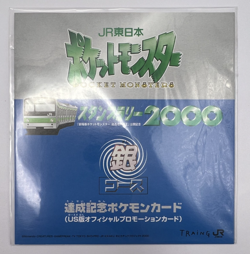 JR東日本
ポケットモンスター
POCKET MONSTERS
スタンプラリー2000
銀
コース
達成記念ポケモンカード
(US版オフィシャルプロモーションカード)